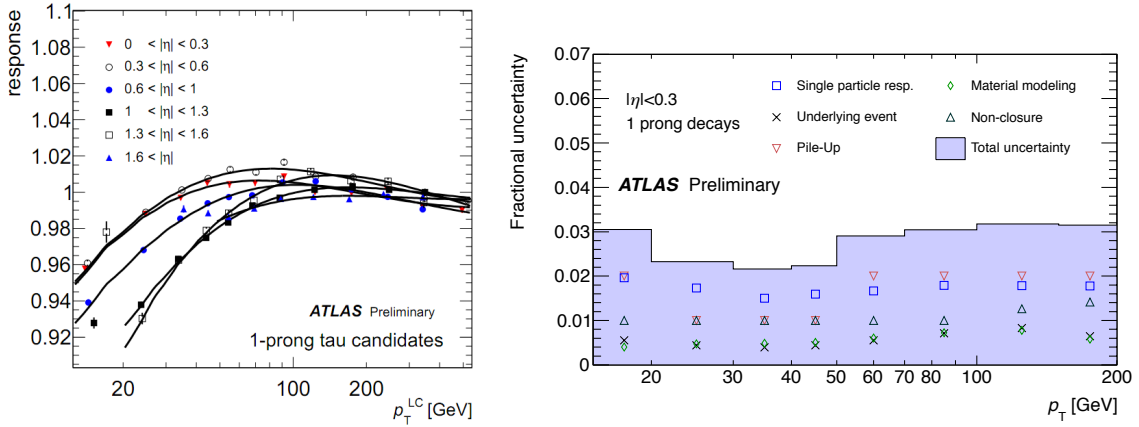 response
1.1
1.08
1.06
1.04
1.02
1
0.98
0.96
0.94
0.92
0 < |η| < 0.3
0.3 < |η| < 0.6
0.6 < |η| < 1
1 < |η| < 1.3
1.3 < |η| < 1.6
1.6 < |η|
ATLAS Preliminary
1-prong tau candidates
20 100 200
p_T^LC [GeV]
Fractional uncertainty
0.07
0.06
0.05
0.04
0.03
0.02
0.01
0
|η|<0.3
1 prong decays
Single particle resp.
Underlying event
Pile-Up
Material modeling
Non-closure
Total uncertainty
ATLAS Preliminary
20 30 40 50 60 70 80 100 200
p_T [GeV]